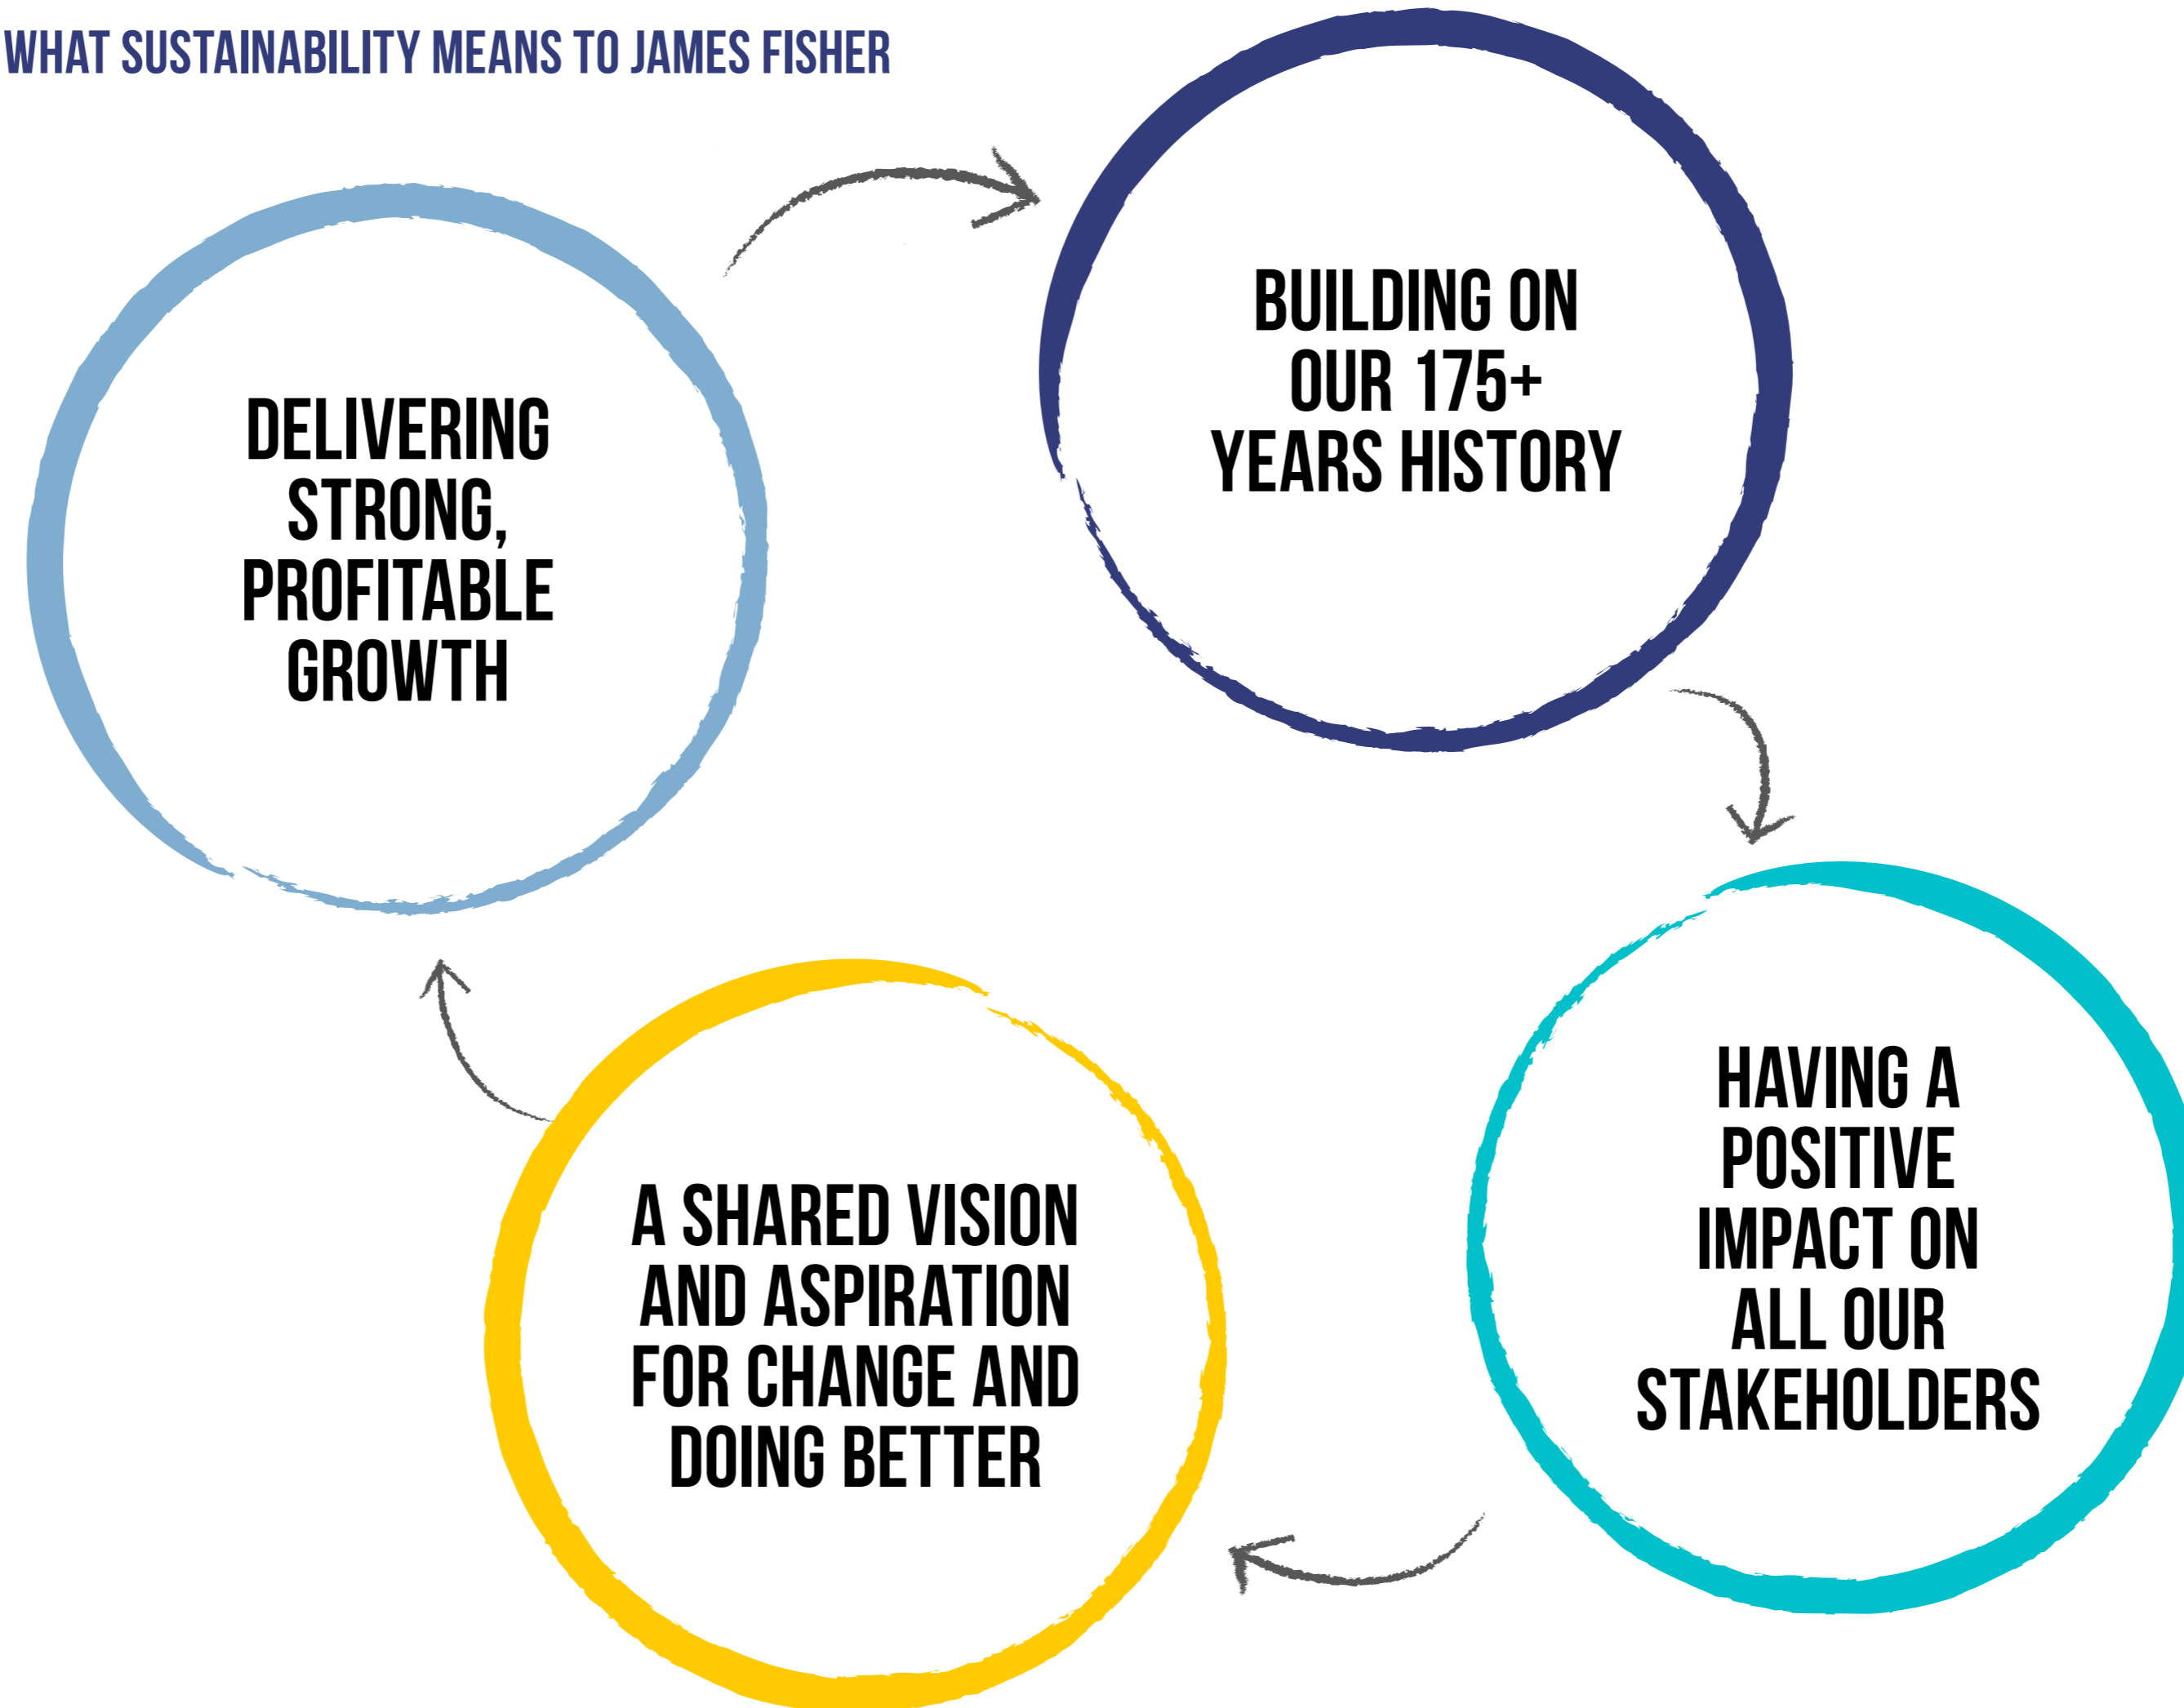 WHAT SUSTAINABILITY MEANS TO JAMES FISHER
DELIVERING
STRONG,
PROFITABLE
GROWTH
BUILDING ON
OUR 175+
YEARS HISTORY
HAVING A
POSITIVE
IMPACT ON
ALL OUR
STAKEHOLDERS
A SHARED VISION
AND ASPIRATION
FOR CHANGE AND
DOING BETTER